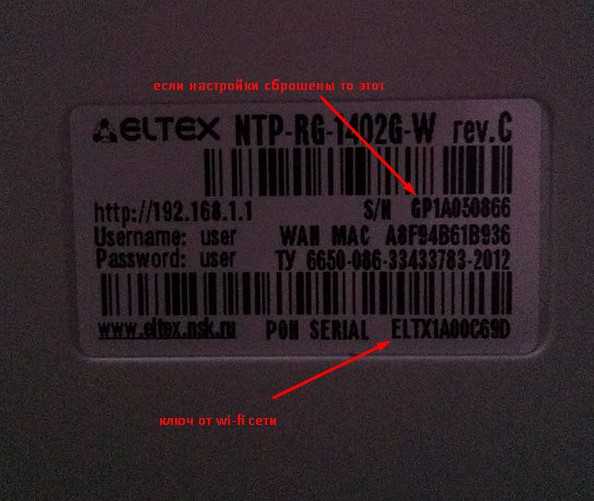 если настройки сброшены то этот
ELTEX NTP-RG-1402G-W rev.C
http://192.168.1.1 S/N GP1A050866
Username: user WAN MAC A8F94B61B936
Password: user ТУ 6650-086-33433783-2012
www.eltex.nsk.ru PON SERIAL ELTX1A00C69D
ключ от wi-fi сети